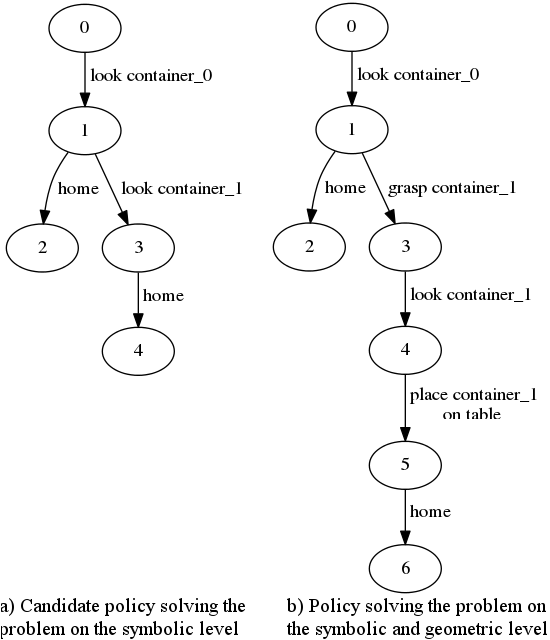 0
look container_0
1
home
look container_1
2
3
home
4
a) Candidate policy solving the
problem on the symbolic level
0
look container_0
1
home
grasp container_1
2
3
look container_1
4
place container_1
on table
5
home
6
b) Policy solving the problem on
the symbolic and geometric level